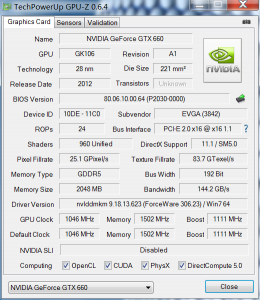 TechPowerUp GPU-Z 0.6.4
Graphics Card Sensors Validation
Name NVIDIA GeForce GTX 660
GPU GK106 Revision A1
Technology 28 nm Die Size 221 mm²
Release Date 2012 Transistors Unknown
BIOS Version 80.06.10.00.64 (P2030-0000)
NVIDIA
Device ID 10DE - 11C0 Subvendor EVGA (3842)
ROPs 24 Bus Interface PCI-E 2.0 x16 @ x16 1.1 ?
Shaders 960 Unified DirectX Support 11.1 / SM5.0
Pixel Fillrate 25.1 GPixel/s Texture Fillrate 83.7 GTexel/s
Memory Type GDDR5 Bus Width 192 Bit
Memory Size 2048 MB Bandwidth 144.2 GB/s
Driver Version nvlddmkm 9.18.13.623 (ForceWare 306.23) / Win7 64
GPU Clock 1046 MHz Memory 1502 MHz Boost 1111 MHz
Default Clock 1046 MHz Memory 1502 MHz Boost 1111 MHz
NVIDIA SLI Disabled
Computing OpenCL CUDA PhysX DirectCompute 5.0
NVIDIA GeForce GTX 660 Close